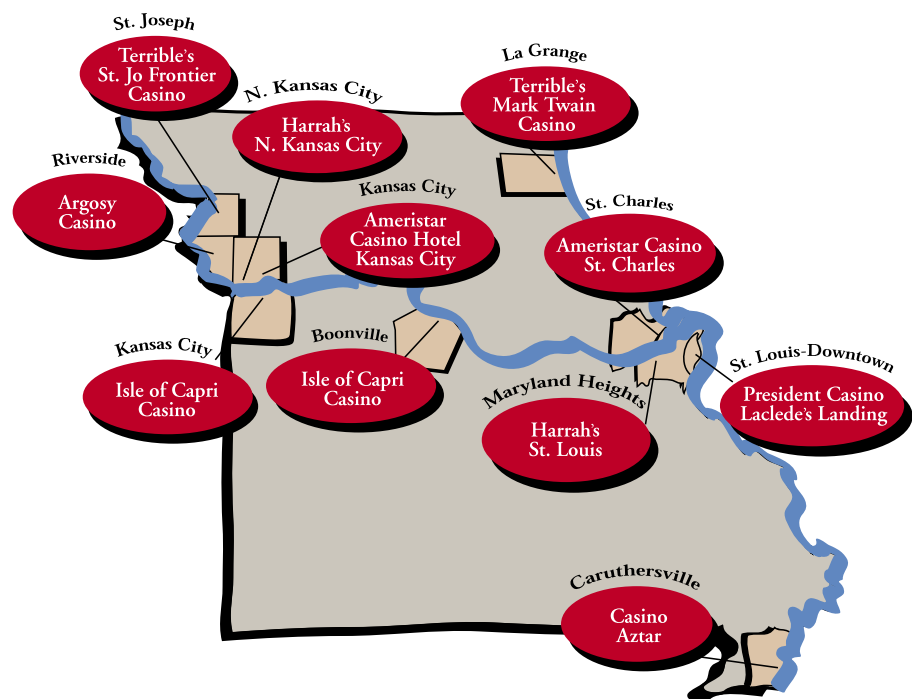 St. Joseph
Terrible's
St. Jo Frontier
Casino
N. Kansas City
Harrah's
N. Kansas City
La Grange
Terrible's
Mark Twain
Casino
Riverside
Argosy
Casino
Kansas City
Ameristar
Casino Hotel
Kansas City
St. Charles
Ameristar Casino
St. Charles
Kansas City
Isle of Capri
Casino
Boonville
Isle of Capri
Casino
Maryland Heights
Harrah's
St. Louis
St. Louis-Downtown
President Casino
Laclede's Landing
Caruthersville
Casino
Aztar